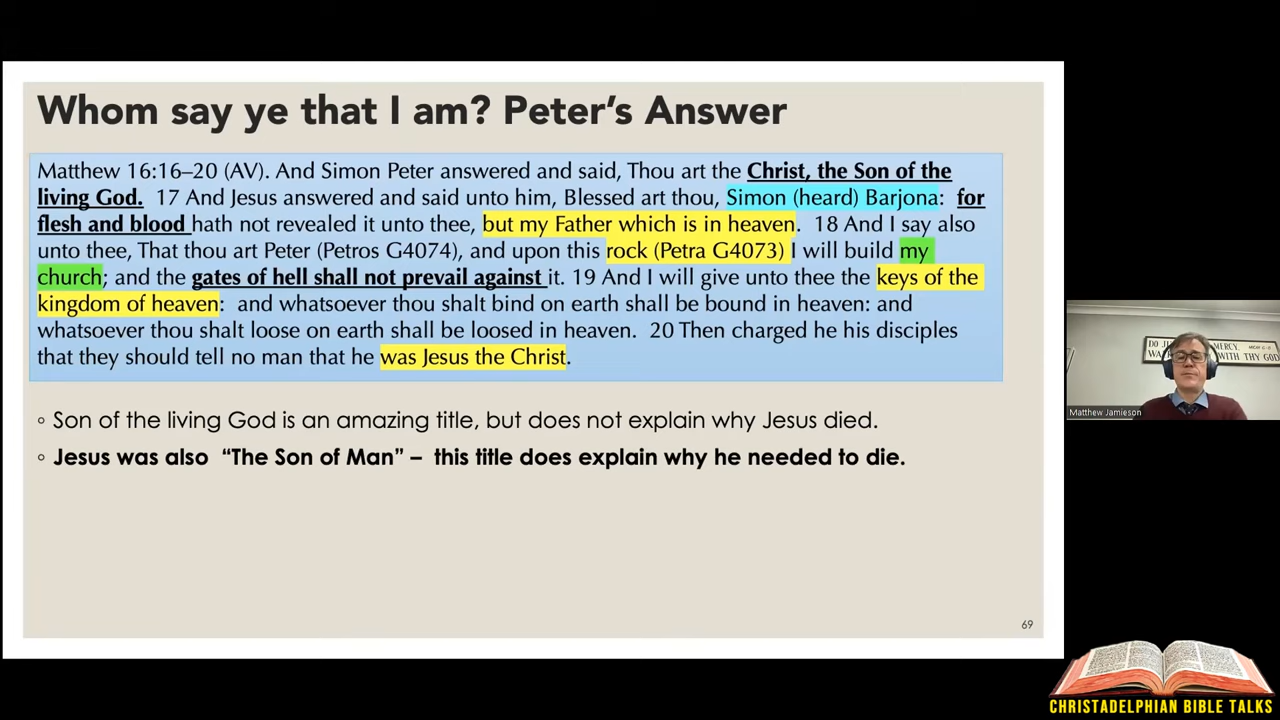 Whom say ye that I am? Peter’s Answer
Matthew 16:16–20 (AV). And Simon Peter answered and said, Thou art the Christ, the Son of the
living God. 17 And Jesus answered and said unto him, Blessed art thou, Simon (heard) Barjona: for
flesh and blood hath not revealed it unto thee, but my Father which is in heaven. 18 And I say also
unto thee, That thou art Peter (Petros G4074), and upon this rock (Petra G4073) I will build my
church; and the gates of hell shall not prevail against it. 19 And I will give unto thee the keys of the
kingdom of heaven: and whatsoever thou shalt bind on earth shall be bound in heaven: and
whatsoever thou shalt loose on earth shall be loosed in heaven. 20 Then charged he his disciples
that they should tell no man that he was Jesus the Christ.
◦ Son of the living God is an amazing title, but does not explain why Jesus died.
◦ Jesus was also “The Son of Man” – this title does explain why he needed to die.
69
DO JU MERCY.
WA WITH THY GOD
Matthew Jamieson
CHRISTADELPHIAN BIBLE TALKS